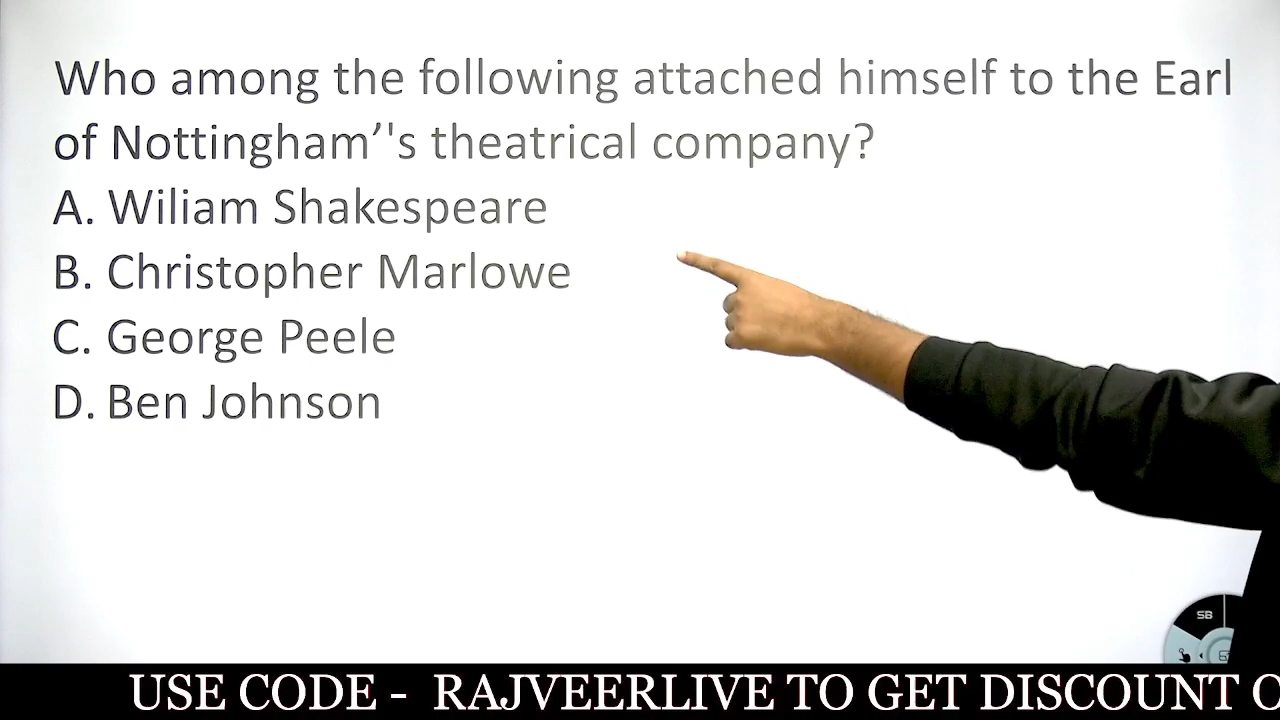 Who among the following attached himself to the Earl
of Nottingham’'s theatrical company?
A. Wiliam Shakespeare
B. Christopher Marlowe
C. George Peele
D. Ben Johnson
SB
USE CODE - RAJVEERLIVE TO GET DISCOUNT O